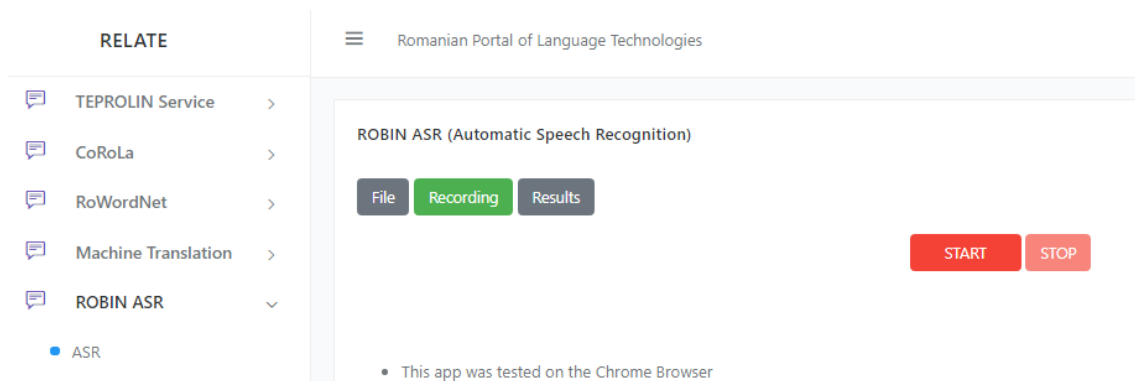 RELATE
Romanian Portal of Language Technologies
TEPROLIN Service
CoRoLa
RoWordNet
Machine Translation
ROBIN ASR
ASR
ROBIN ASR (Automatic Speech Recognition)
File Recording Results
START STOP
This app was tested on the Chrome Browser